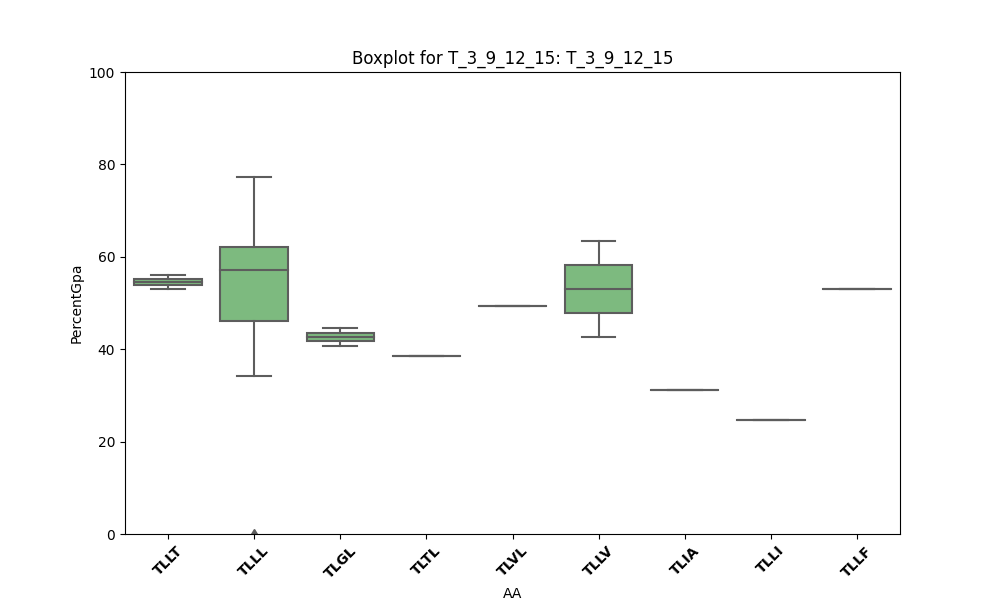 Boxplot for T_3_9_12_15: T_3_9_12_15
100
80
60
40
20
0
PercentGpa
TLLT
TLLL
TLGL
TLTL
TLVL
TLLV
TLIA
TLLI
TLLF
AA